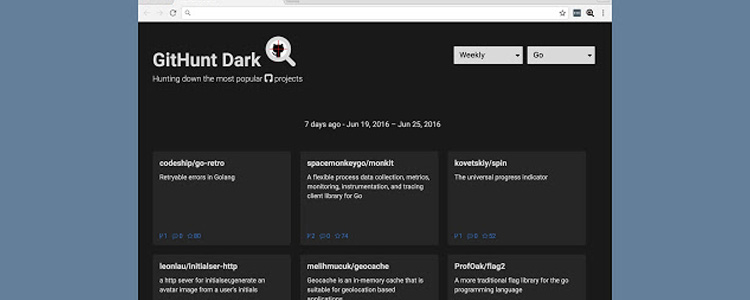 GitHunt Dark
Hunting down the most popular projects
Weekly
Go
7 days ago - Jun 19, 2016 – Jun 25, 2016
codeship/go-retro
Retryable errors in Golang
1 0 80
spacemonkeygo/monkit
A flexible process data collection, metrics,
monitoring, instrumentation, and tracing
client library for Go
2 0 74
kovetskiy/spin
The universal progress indicator
1 0 52
leonlau/initialser-http
a http sever for initialser,generate an
avatar image from a user's initials
melihmucuk/geocache
Geocache is an in-memory cache that is
suitable for geolocation based
applications
ProfOak/flag2
A more traditional flag library for the go
programming language